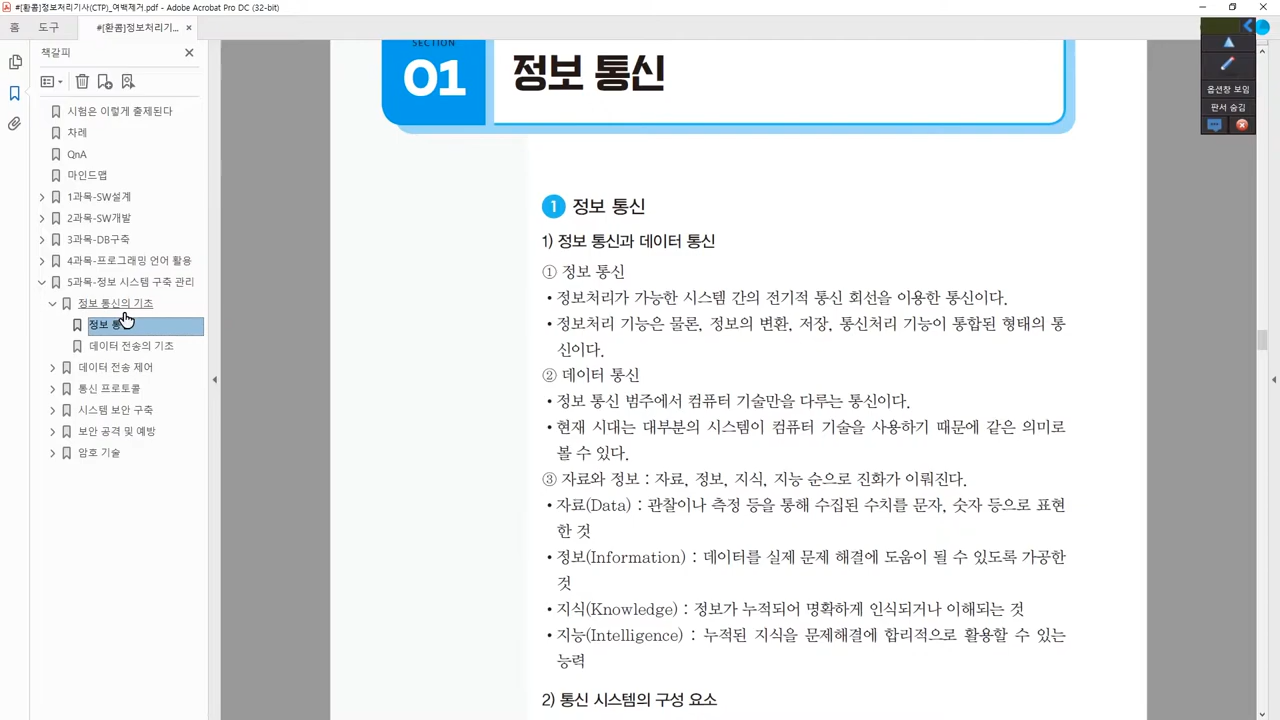 #[환콤]정보처리기사(CTP)_여백제거.pdf - Adobe Acrobat Pro DC (32-bit)
홈 도구 #[환콤]정보처리기... ×
책갈피
시험은 이렇게 출제된다
차례
QnA
마인드맵
1과목-SW설계
2과목-SW개발
3과목-DB구축
4과목-프로그래밍 언어 활용
5과목-정보 시스템 구축 관리
정보 통신의 기초
정보
데이터 전송의 기초
데이터 전송 제어
통신 프로토콜
시스템 보안 구축
보안 공격 및 예방
암호 기술
SECTION
01
정보 통신
1 정보 통신
1) 정보 통신과 데이터 통신
① 정보 통신
• 정보처리가 가능한 시스템 간의 전기적 통신 회선을 이용한 통신이다.
• 정보처리 기능은 물론, 정보의 변환, 저장, 통신처리 기능이 통합된 형태의 통
신이다.
② 데이터 통신
• 정보 통신 범주에서 컴퓨터 기술만을 다루는 통신이다.
• 현재 시대는 대부분의 시스템이 컴퓨터 기술을 사용하기 때문에 같은 의미로
볼 수 있다.
③ 자료와 정보 : 자료, 정보, 지식, 지능 순으로 진화가 이뤄진다.
• 자료(Data) : 관찰이나 측정 등을 통해 수집된 수치를 문자, 숫자 등으로 표현
한 것
• 정보(Information) : 데이터를 실제 문제 해결에 도움이 될 수 있도록 가공한
것
• 지식(Knowledge) : 정보가 누적되어 명확하게 인식되거나 이해되는 것
• 지능(Intelligence) : 누적된 지식을 문제해결에 합리적으로 활용할 수 있는
능력
2) 통신 시스템의 구성 요소
옵션창 보임
판서 숨김